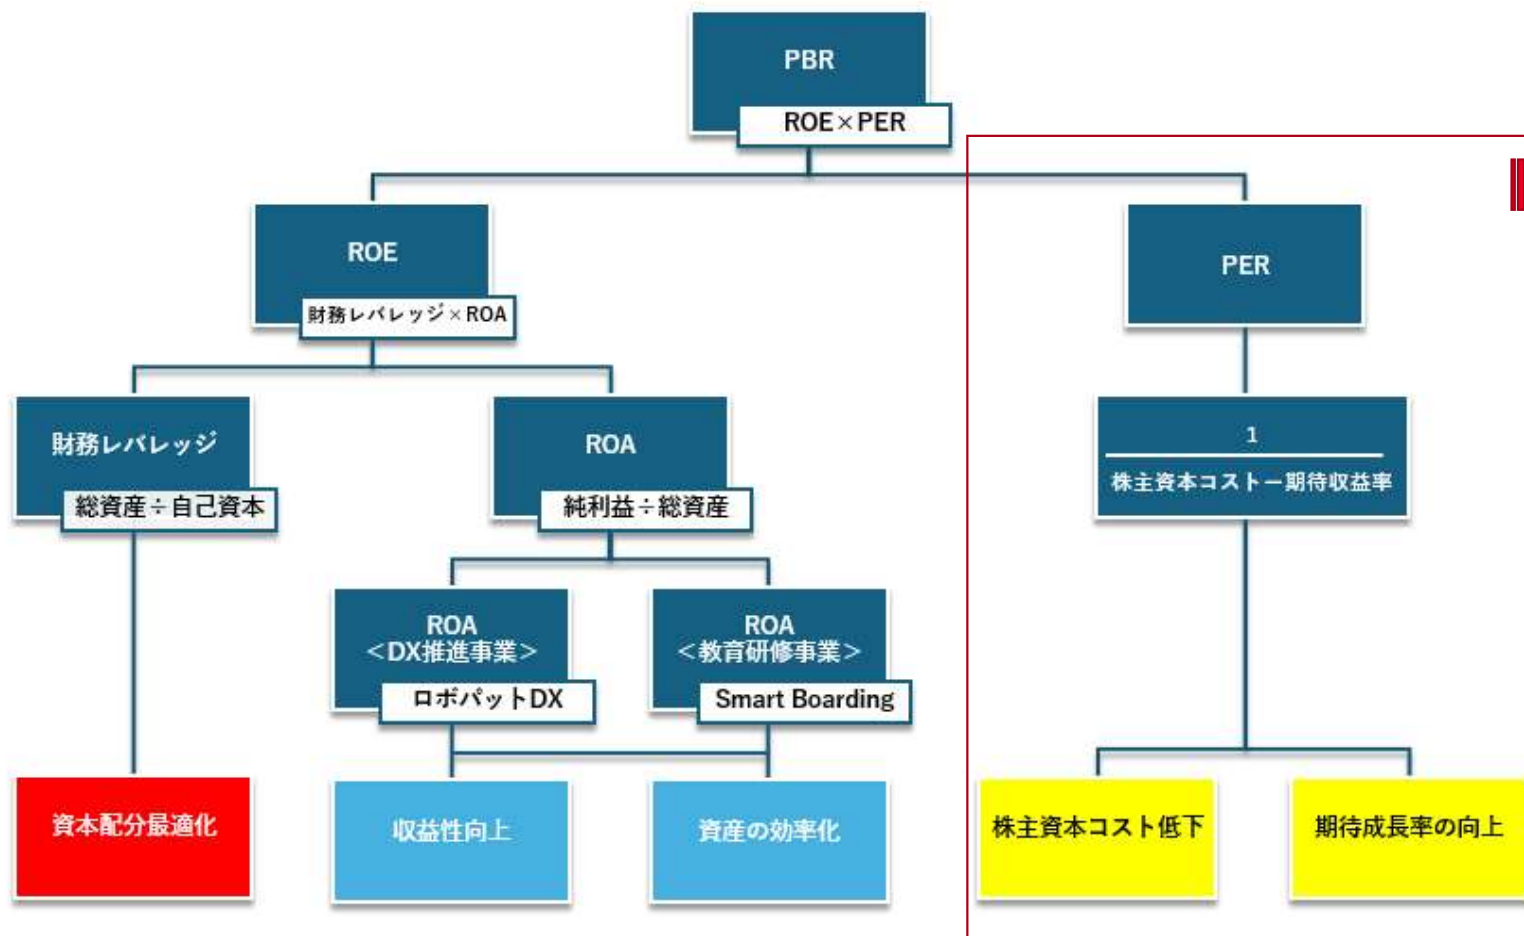 PBR
ROE×PER
ROE
財務レバレッジ×ROA
PER
財務レバレッジ
総資産÷自己資本
ROA
純利益÷総資産
1
株主資本コストー期待収益率
ROA
＜DX推進事業＞
ロボパットDX
ROA
＜教育研修事業＞
Smart Boarding
資本配分最適化
収益性向上
資産の効率化
株主資本コスト低下
期待成長率の向上